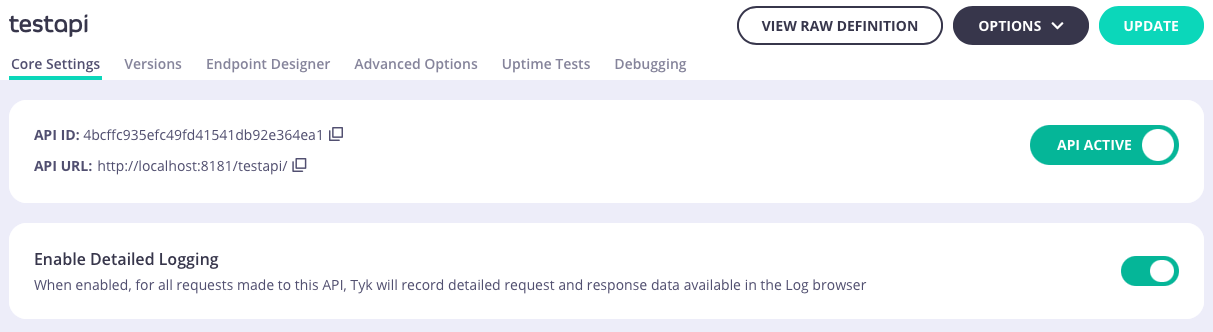 testapi
VIEW RAW DEFINITION
OPTIONS
UPDATE
Core Settings Versions Endpoint Designer Advanced Options Uptime Tests Debugging
API ID: 4bcffc935efc49fd41541db92e364ea1
API URL: http://localhost:8181/testapi/
API ACTIVE
Enable Detailed Logging
When enabled, for all requests made to this API, Tyk will record detailed request and response data available in the Log browser